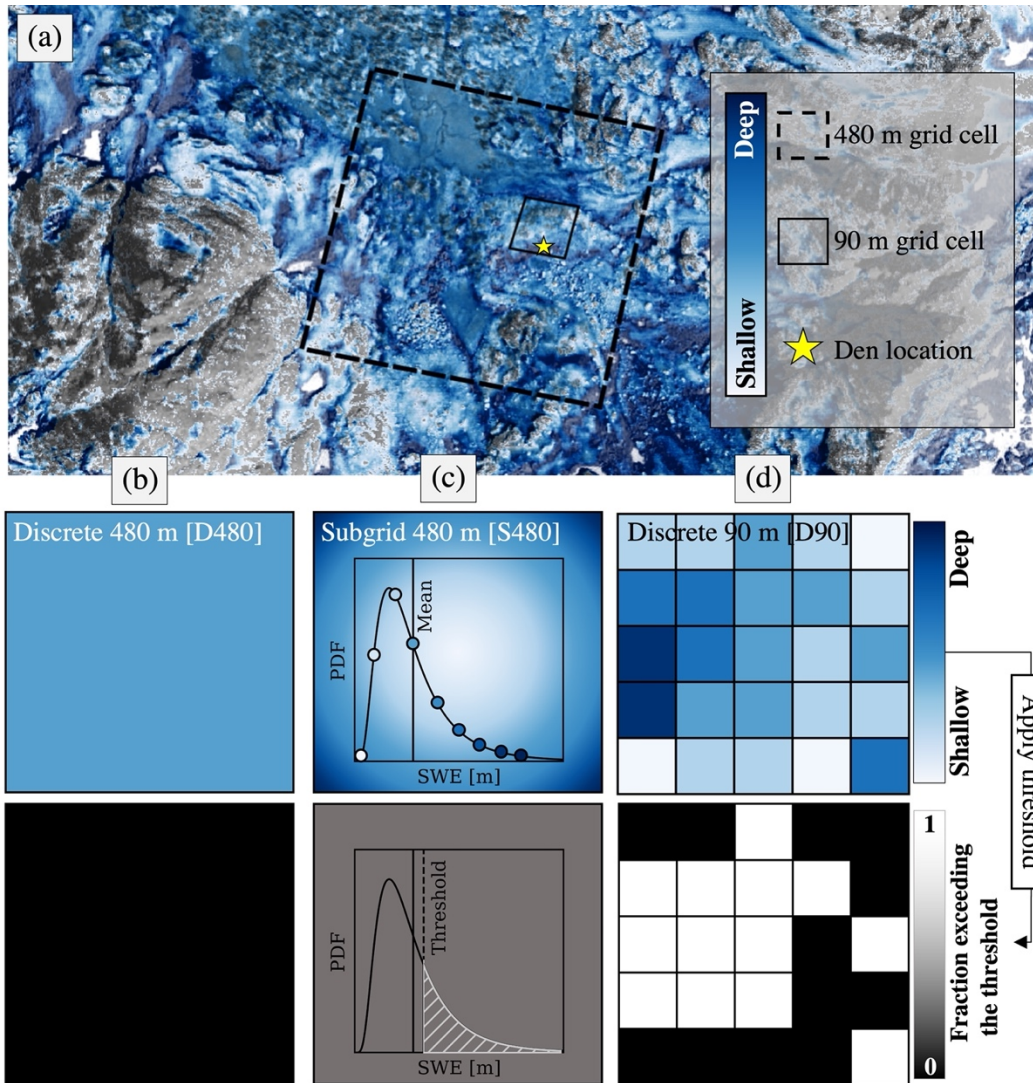 (a)
Deep
Shallow
480 m grid cell
90 m grid cell
Den location
(b)
(c)
(d)
Discrete 480 m [D480]
Subgrid 480 m [S480]
Discrete 90 m [D90]
PDF
Mean
SWE [m]
Deep
Shallow
Apply threshold
PDF
Threshold
SWE [m]
1
0
Fraction exceeding
the threshold